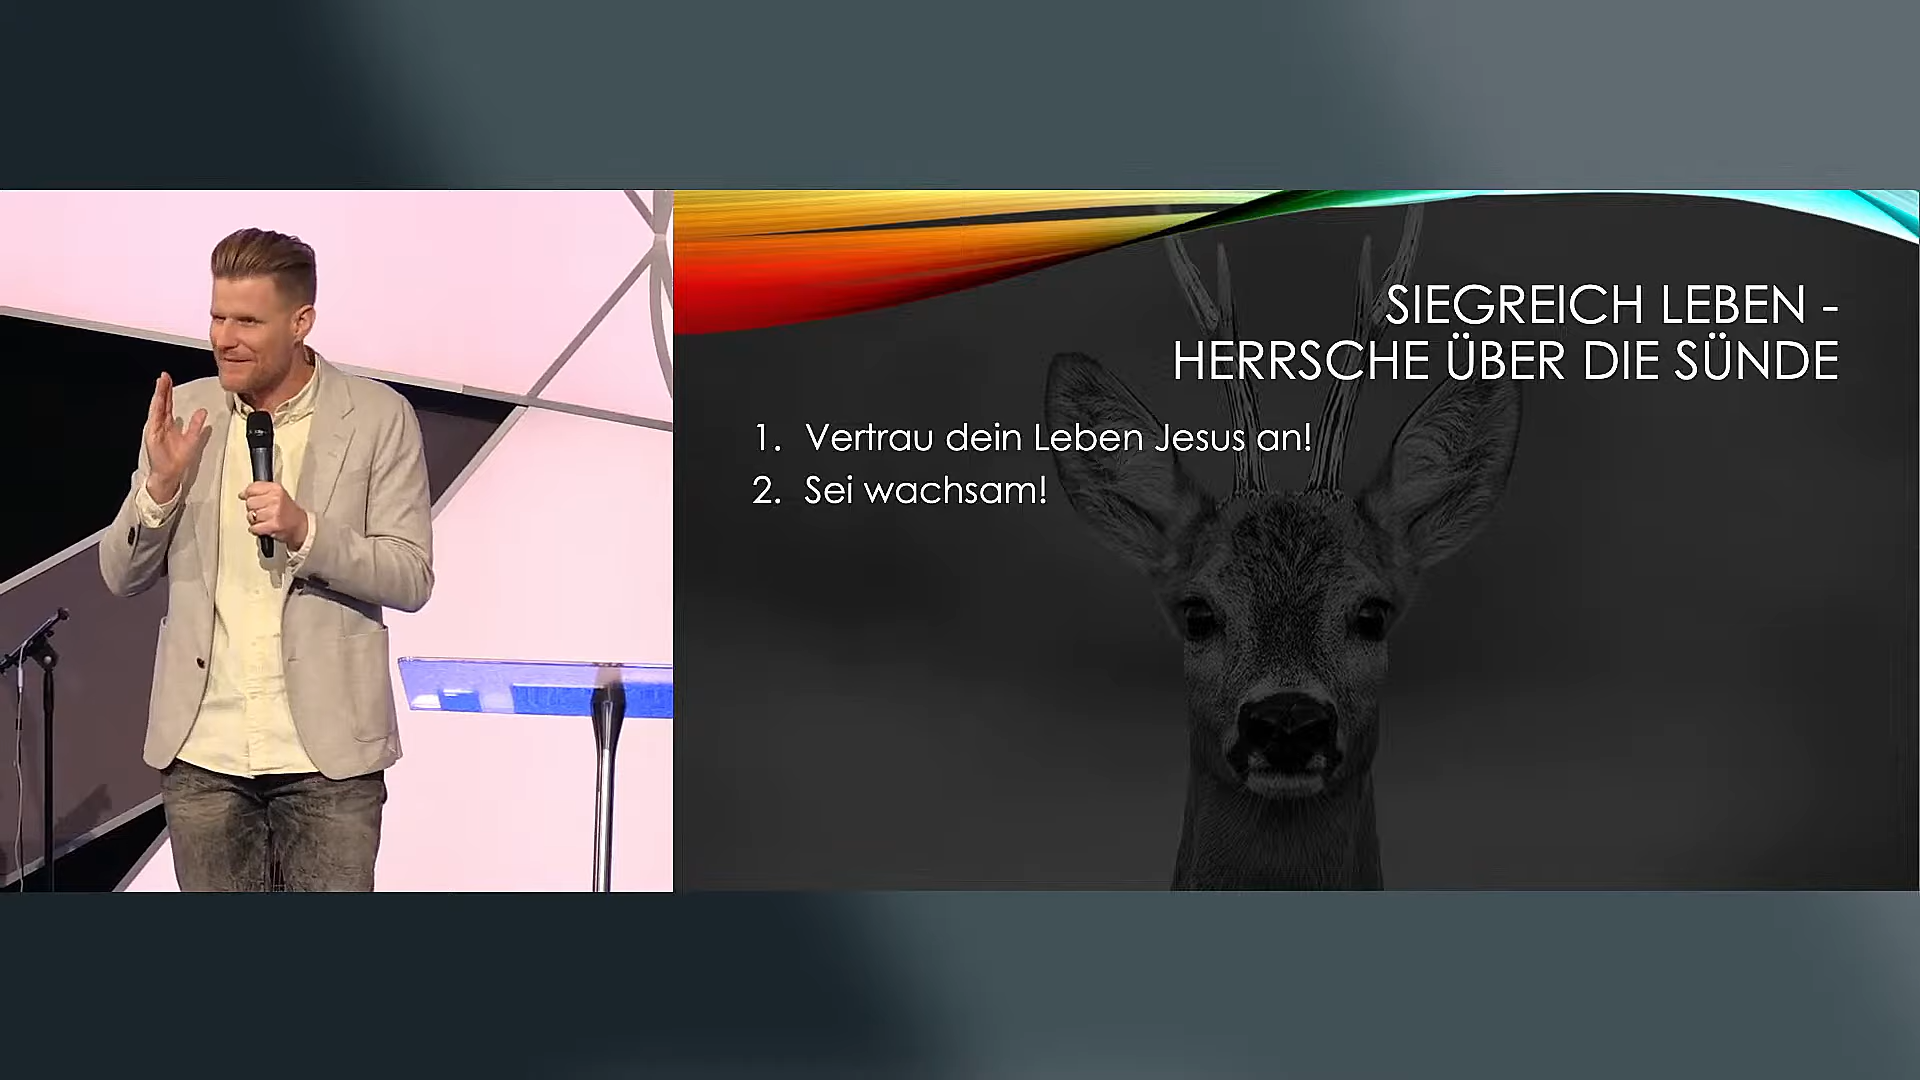 SIEGREICH LEBEN -
HERRSCHE ÜBER DIE SÜNDE
1. Vertrau dein Leben Jesus an!
2. Sei wachsam!